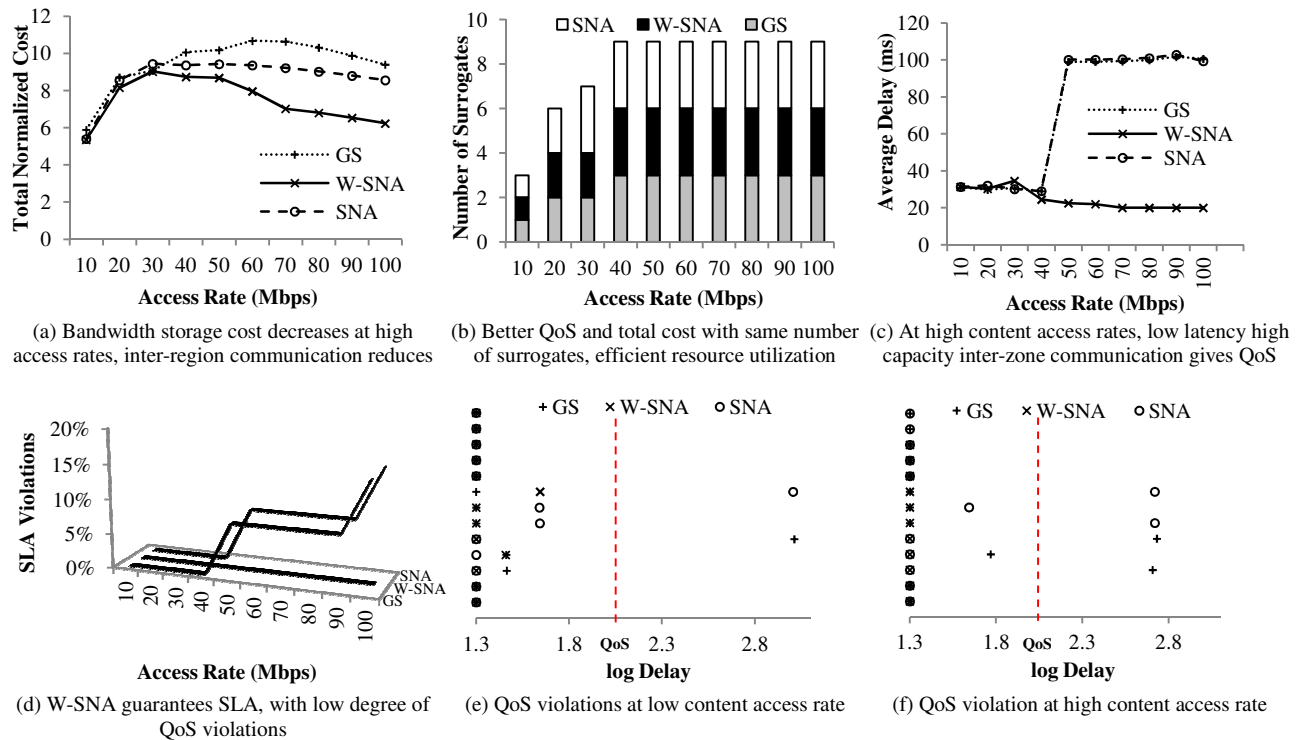 12
10
8
6
4
2
0
Total Normalized Cost
GS
W-SNA
SNA
10 20 30 40 50 60 70 80 90 100
Access Rate (Mbps)
(a) Bandwidth storage cost decreases at high
access rates, inter-region communication reduces
10
8
6
4
2
0
Number of Surrogates
SNA W-SNA GS
10 20 30 40 50 60 70 80 90 100
Access Rate (Mbps)
(b) Better QoS and total cost with same number
of surrogates, efficient resource utilization
120
100
80
60
40
20
0
Average Delay (ms)
GS
W-SNA
SNA
10 20 30 40 50 60 70 80 90 100
Access Rate (Mbps)
(c) At high content access rates, low latency high
capacity inter-zone communication gives QoS
20%
15%
10%
5%
0%
SLA Violations
10 20 30 40 50 60 70 80 90 100
SNA
W-SNA
GS
Access Rate (Mbps)
(d) W-SNA guarantees SLA, with low degree of
QoS violations
GS W-SNA SNA
1.3 1.8 QoS 2.3 2.8
log Delay
(e) QoS violations at low content access rate
GS W-SNA SNA
1.3 1.8 QoS 2.3 2.8
log Delay
(f) QoS violation at high content access rate